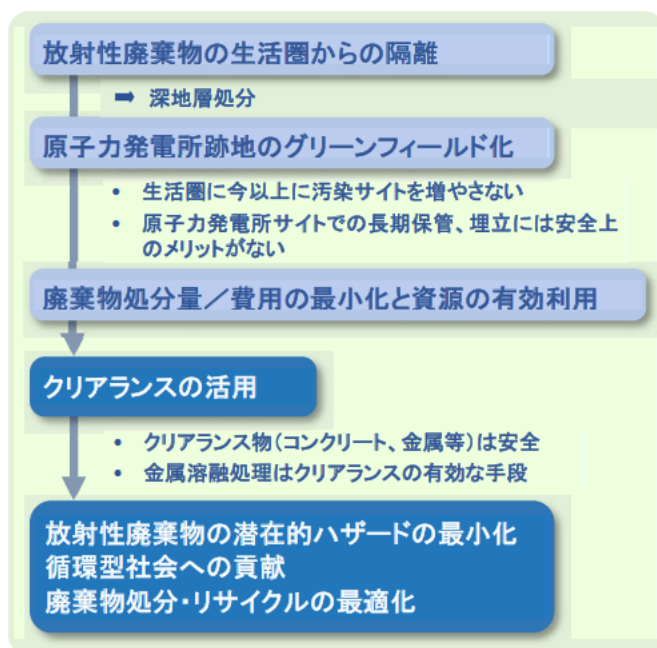 放射性廃棄物の生活圏からの隔離
➡ 深地層処分
原子力発電所跡地のグリーンフィールド化
• 生活圏に今以上に汚染サイトを増やさない
• 原子力発電所サイトでの長期保管、埋立には安全上
のメリットがない
廃棄物処分量／費用の最小化と資源の有効利用
クリアランスの活用
• クリアランス物(コンクリート、金属等)は安全
• 金属溶融処理はクリアランスの有効な手段
放射性廃棄物の潜在的ハザードの最小化
循環型社会への貢献
廃棄物処分・リサイクルの最適化